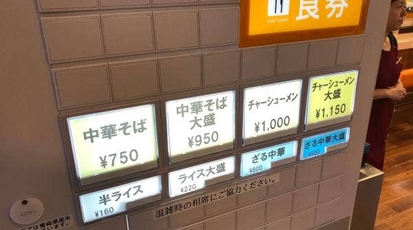 食券
中華そば
¥750
中華そば
大盛
¥950
チャーシューメン
¥1,000
チャーシューメン
大盛
¥1,150
半ライス
¥160
ライス大盛
¥220
ざる中華
¥800
ざる中華大盛
混雑時の相席にご協力ください。